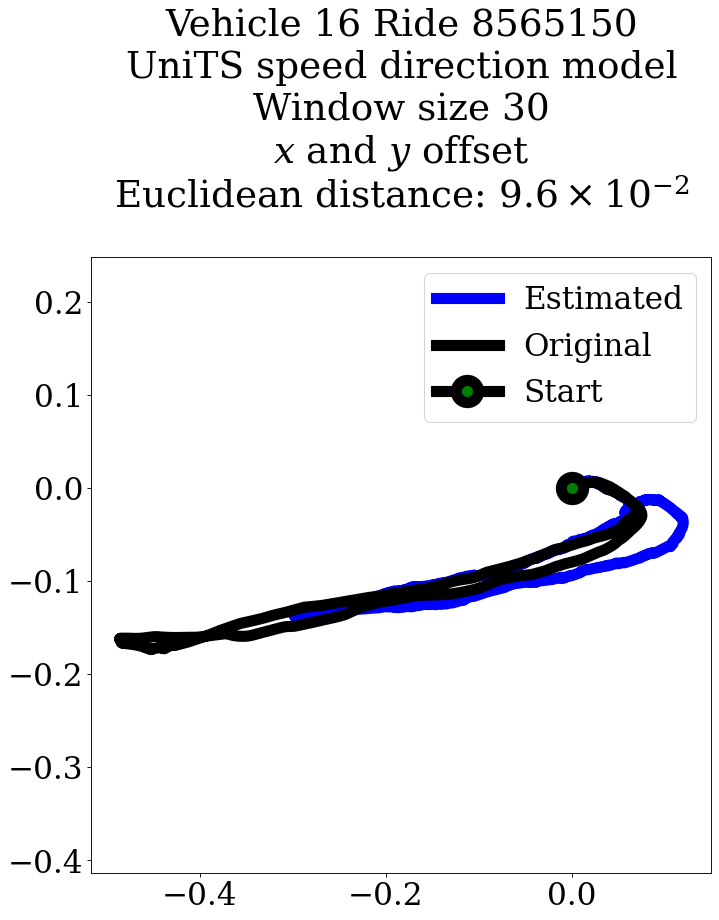 Vehicle 16 Ride 8565150
UniTS speed direction model
Window size 30
x and y offset
Euclidean distance: 9.6 × 10⁻²
Estimated
Original
Start
0.2
0.1
0.0
−0.1
−0.2
−0.3
−0.4
−0.4 −0.2 0.0